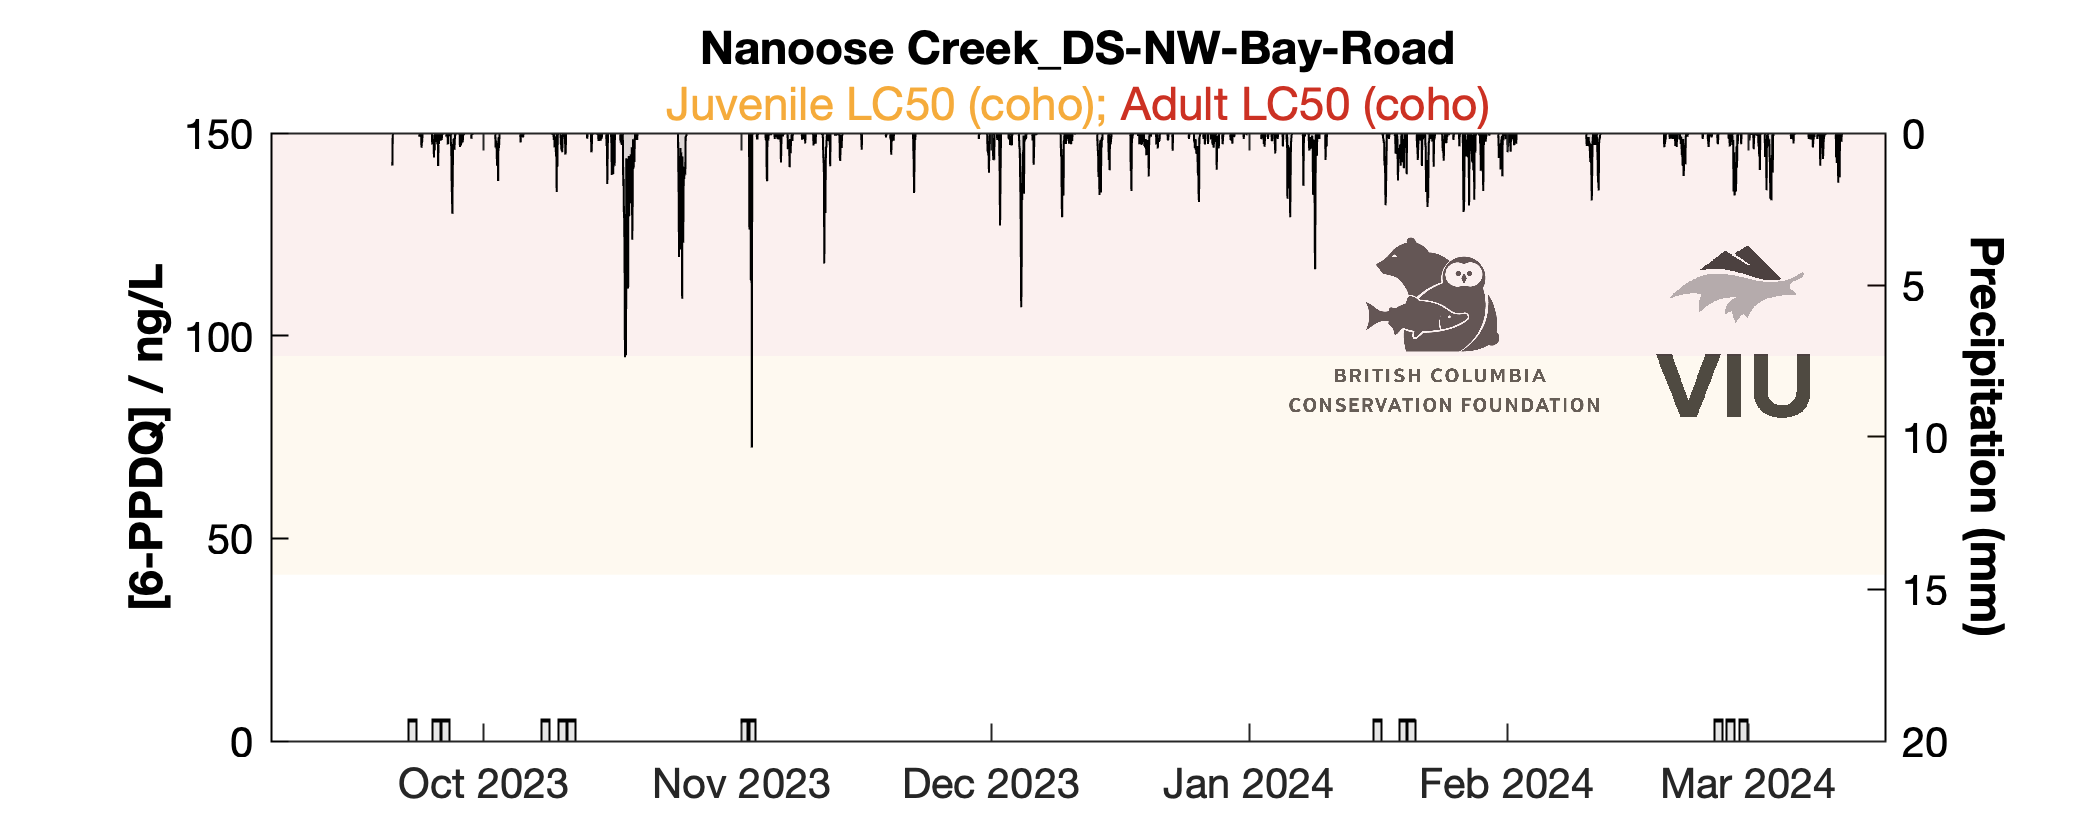 Nanoose Creek_DS-NW-Bay-Road
Juvenile LC50 (coho); Adult LC50 (coho)
[6-PPDQ] / ng/L
150
100
50
0
Precipitation (mm)
0
5
10
15
20
BRITISH COLUMBIA
CONSERVATION FOUNDATION
VIU
Oct 2023
Nov 2023
Dec 2023
Jan 2024
Feb 2024
Mar 2024